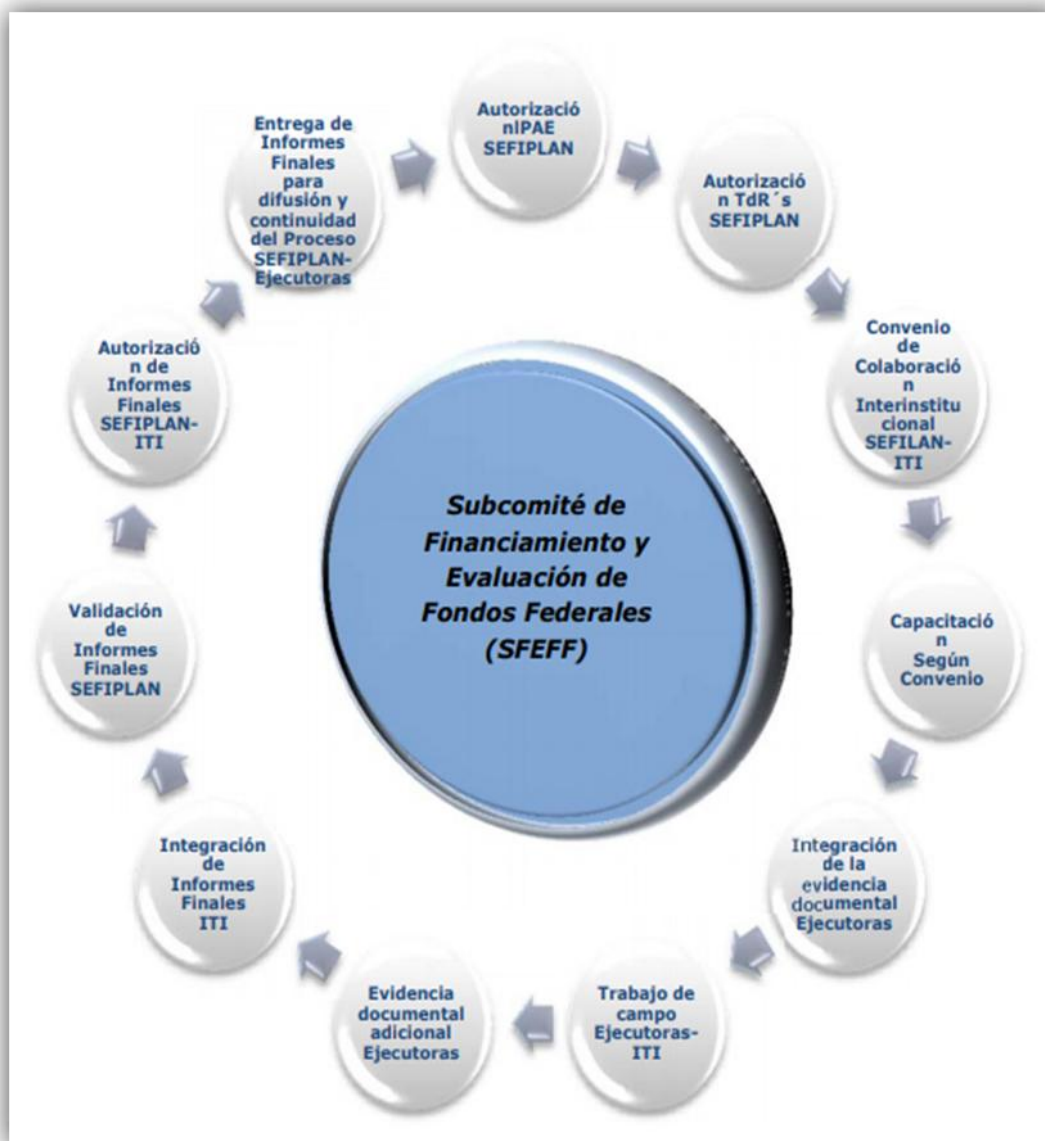 Autorizació
nIPAE
SEFIPLAN
Autorizació
n TdR´s
SEFIPLAN
Convenio
de
Colaboració
n
Interinstitu
cional
SEFILAN-
ITI
Capacitació
n
Según
Convenio
Integración
de la
evidencia
documental
Ejecutoras
Trabajo de
campo
Ejecutoras-
ITI
Evidencia
documental
adicional
Ejecutoras
Integración
de
Informes
Finales
ITI
Validación
de
Informes
Finales
SEFIPLAN
Autorizació
n de
Informes
Finales
SEFIPLAN-
ITI
Entrega de
Informes
Finales
para
difusión y
continuidad
del Proceso
SEFIPLAN-
Ejecutoras
Subcomité de
Financiamiento y
Evaluación de
Fondos Federales
(SFEFF)